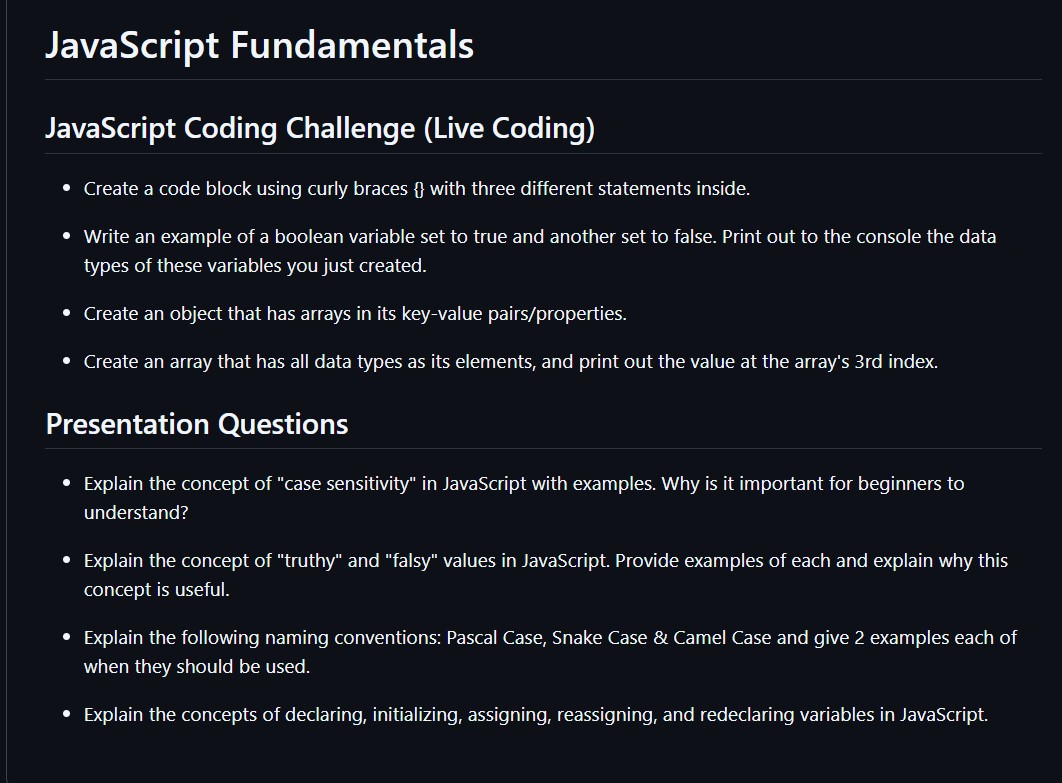 JavaScript Fundamentals
JavaScript Coding Challenge (Live Coding)
• Create a code block using curly braces {} with three different statements inside.
• Write an example of a boolean variable set to true and another set to false. Print out to the console the data
types of these variables you just created.
• Create an object that has arrays in its key-value pairs/properties.
• Create an array that has all data types as its elements, and print out the value at the array's 3rd index.
Presentation Questions
• Explain the concept of "case sensitivity" in JavaScript with examples. Why is it important for beginners to
understand?
• Explain the concept of "truthy" and "falsy" values in JavaScript. Provide examples of each and explain why this
concept is useful.
• Explain the following naming conventions: Pascal Case, Snake Case & Camel Case and give 2 examples each of
when they should be used.
• Explain the concepts of declaring, initializing, assigning, reassigning, and redeclaring variables in JavaScript.